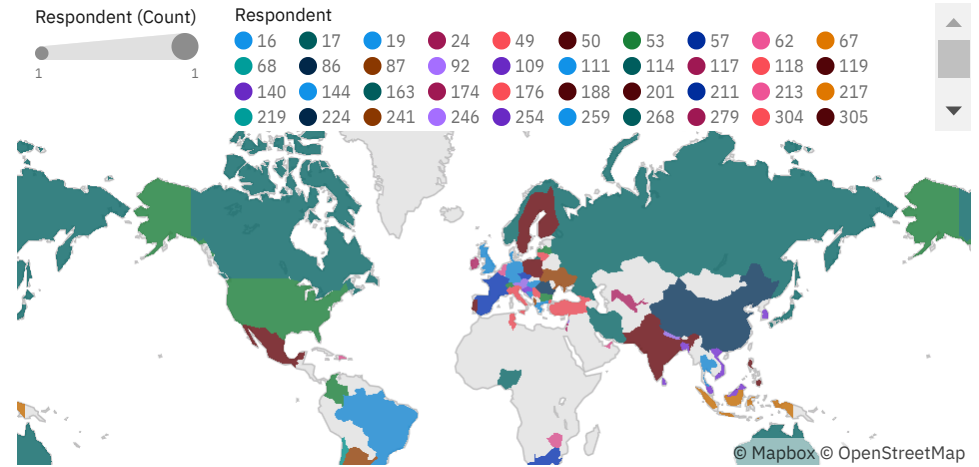 Respondent (Count)
1 1
Respondent
16 17 19 24 49 50 53 57 62 67
68 86 87 92 109 111 114 117 118 119
140 144 163 174 176 188 201 211 213 217
219 224 241 246 254 259 268 279 304 305
© Mapbox © OpenStreetMap